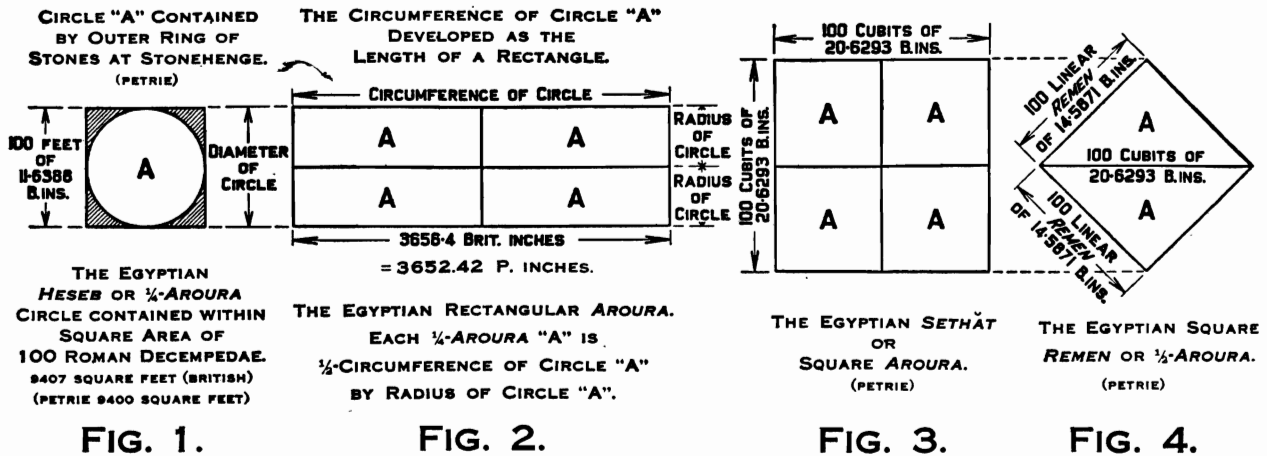 CIRCLE "A" CONTAINED
BY OUTER RING OF
STONES AT STONEHENGE.
(PETRIE)
100 FEET
OF
11·6388
B.INS.
A
DIAMETER
OF
CIRCLE
THE EGYPTIAN
HESEB OR ¼-AROURA
CIRCLE CONTAINED WITHIN
SQUARE AREA OF
100 ROMAN DECEMPEDAE.
9407 SQUARE FEET (BRITISH)
(PETRIE 9400 SQUARE FEET)
FIG. 1.
THE CIRCUMFERENCE OF CIRCLE "A"
DEVELOPED AS THE
LENGTH OF A RECTANGLE.
CIRCUMFERENCE OF CIRCLE
A A
A A
RADIUS
OF
CIRCLE
RADIUS
OF
CIRCLE
3658·4 BRIT. INCHES
= 3652.42 P. INCHES.
THE EGYPTIAN RECTANGULAR AROURA.
EACH ¼-AROURA "A" IS
½-CIRCUMFERENCE OF CIRCLE "A"
BY RADIUS OF CIRCLE "A".
FIG. 2.
100 CUBITS OF
20·6293 B.INS.
100 CUBITS OF
20·6293 B.INS.
A A
A A
THE EGYPTIAN SETHĂT
OR
SQUARE AROURA.
(PETRIE)
FIG. 3.
100 LINEAR
REMEN
OF 14·5871 B.INS.
A
100 CUBITS OF
20·6293 B.INS.
A
100 LINEAR
REMEN
OF 14·5871 B.INS.
THE EGYPTIAN SQUARE
REMEN OR ½-AROURA.
(PETRIE)
FIG. 4.